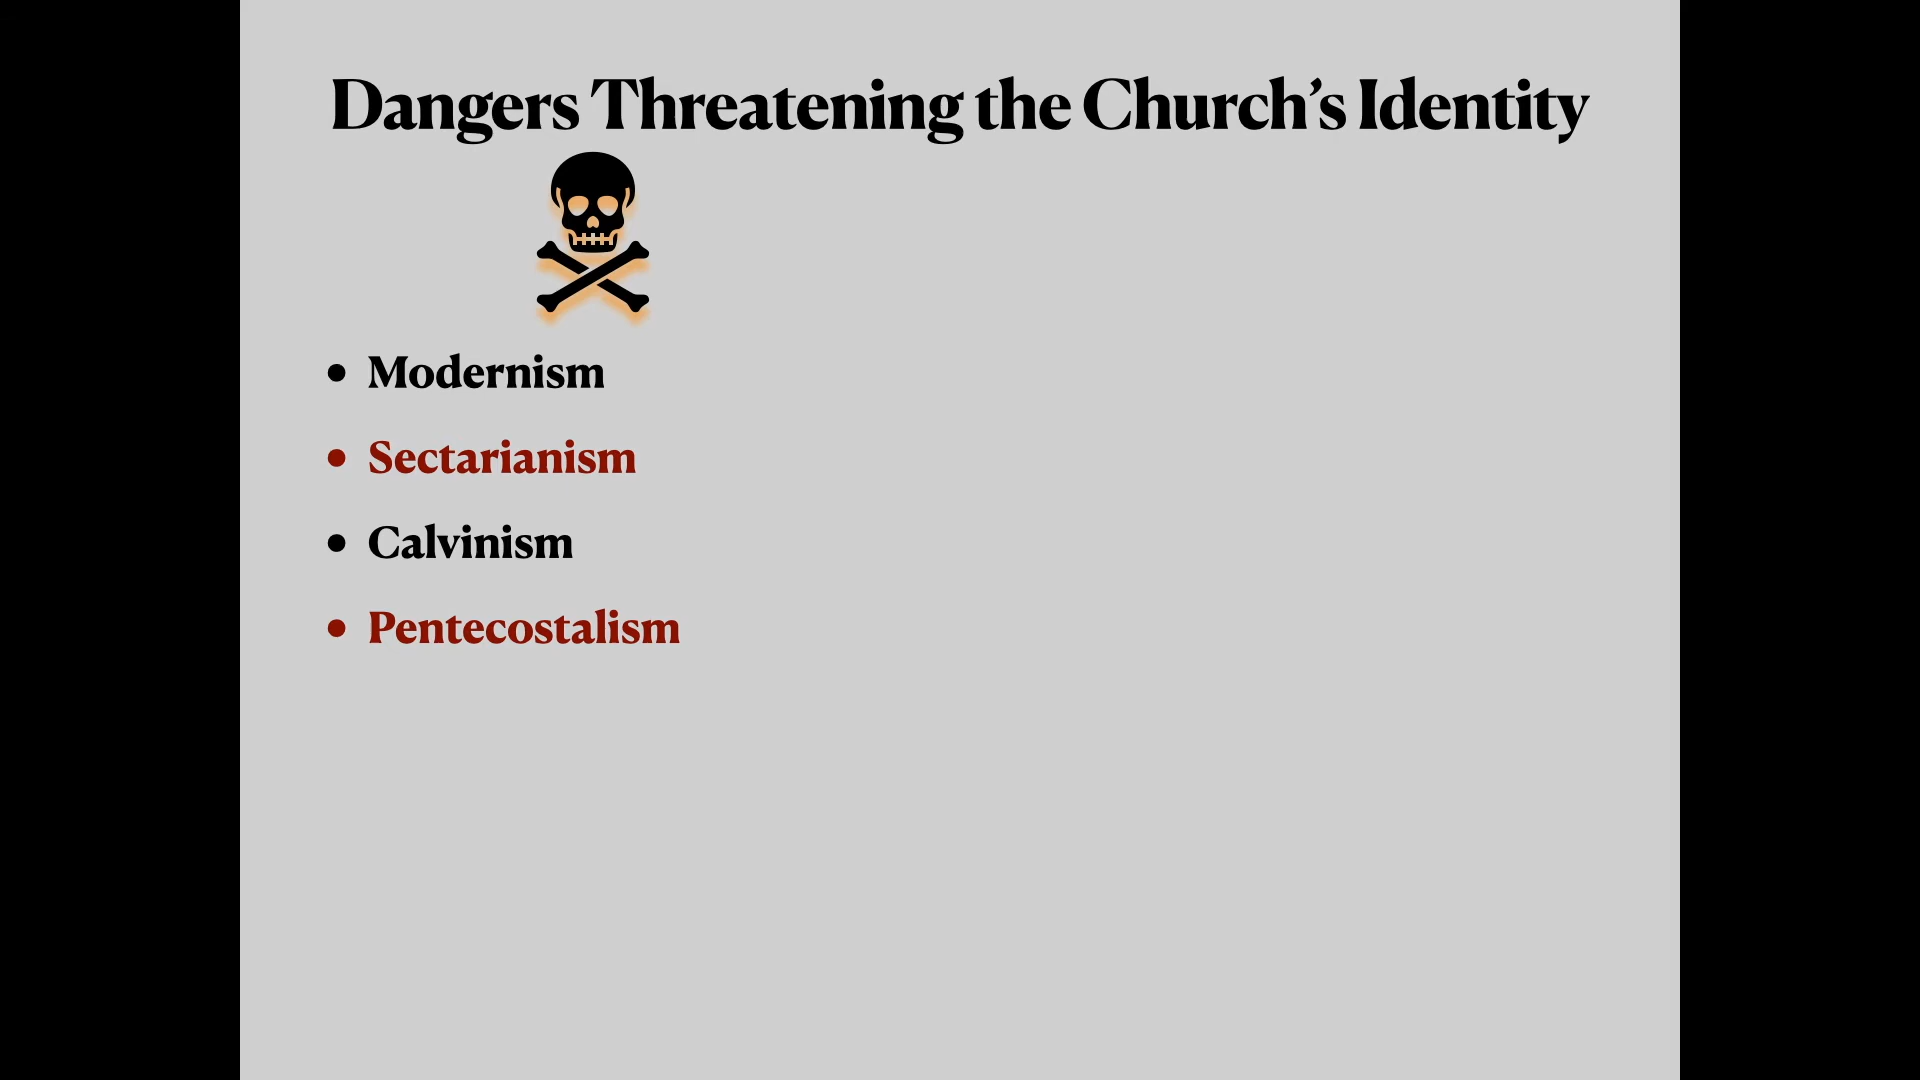 Dangers Threatening the Church’s Identity
• Modernism
• Sectarianism
• Calvinism
• Pentecostalism